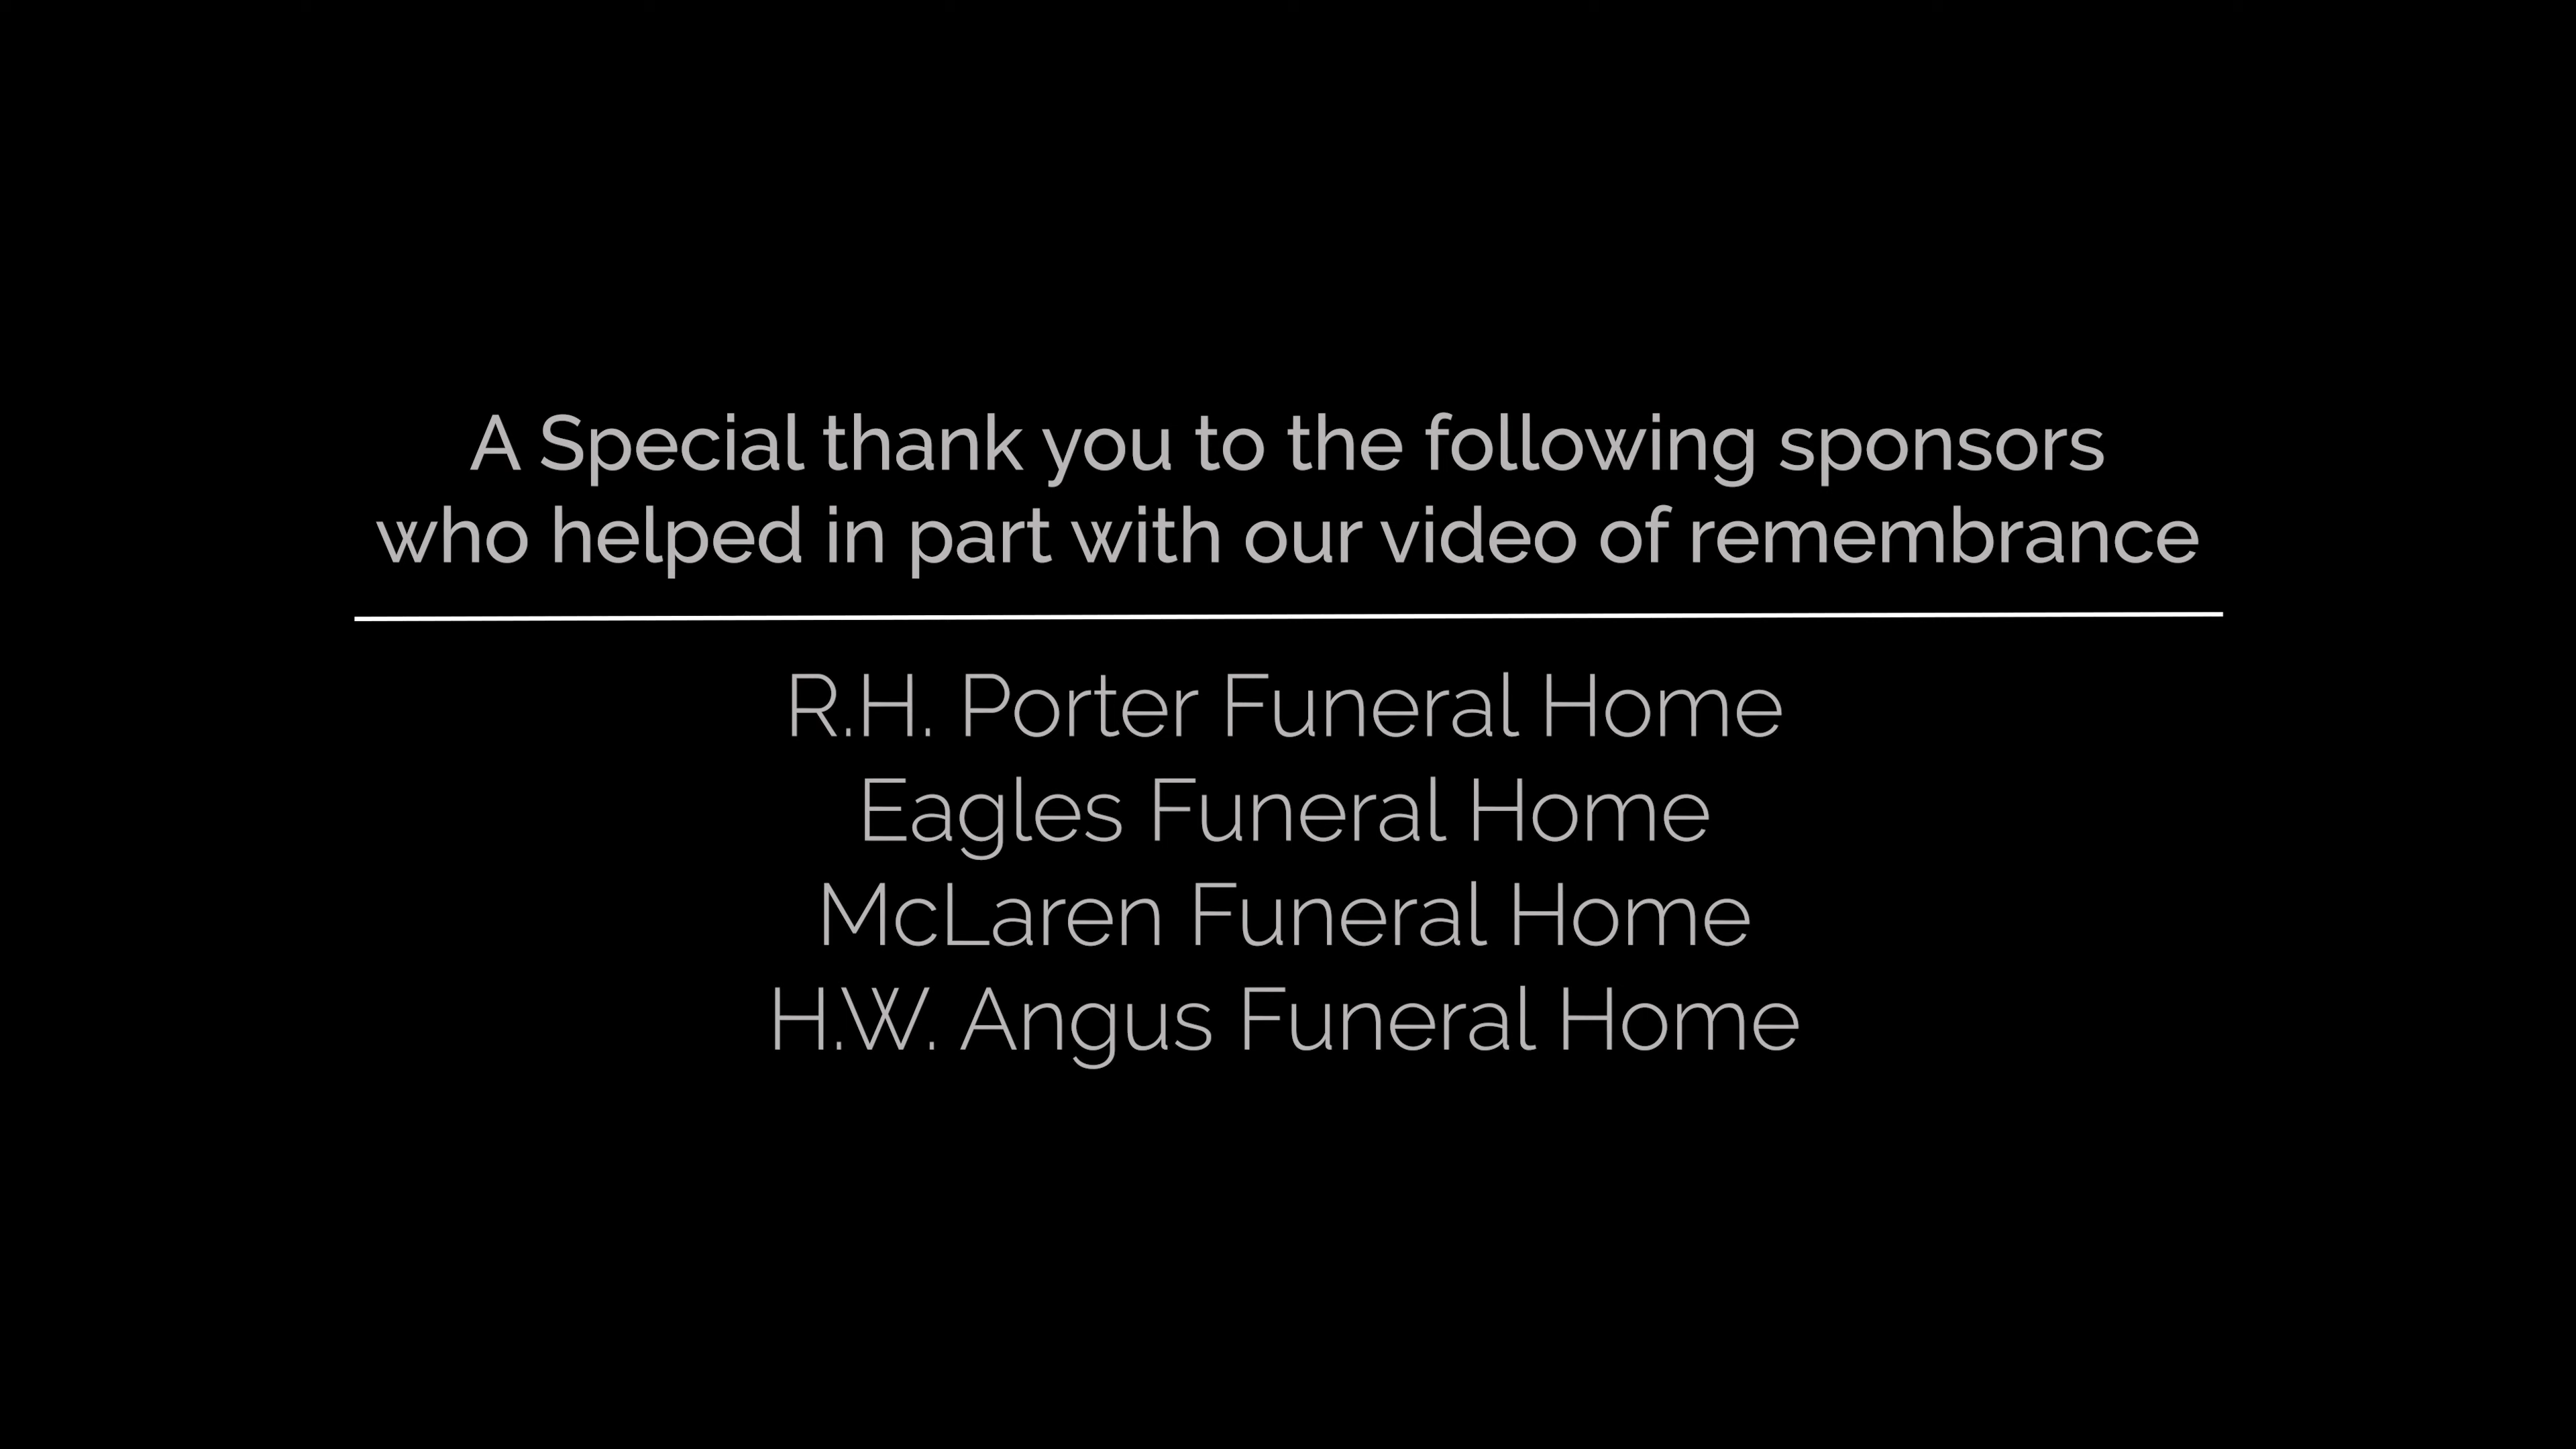 A Special thank you to the following sponsors
who helped in part with our video of remembrance
R.H. Porter Funeral Home
Eagles Funeral Home
McLaren Funeral Home
H.W. Angus Funeral Home